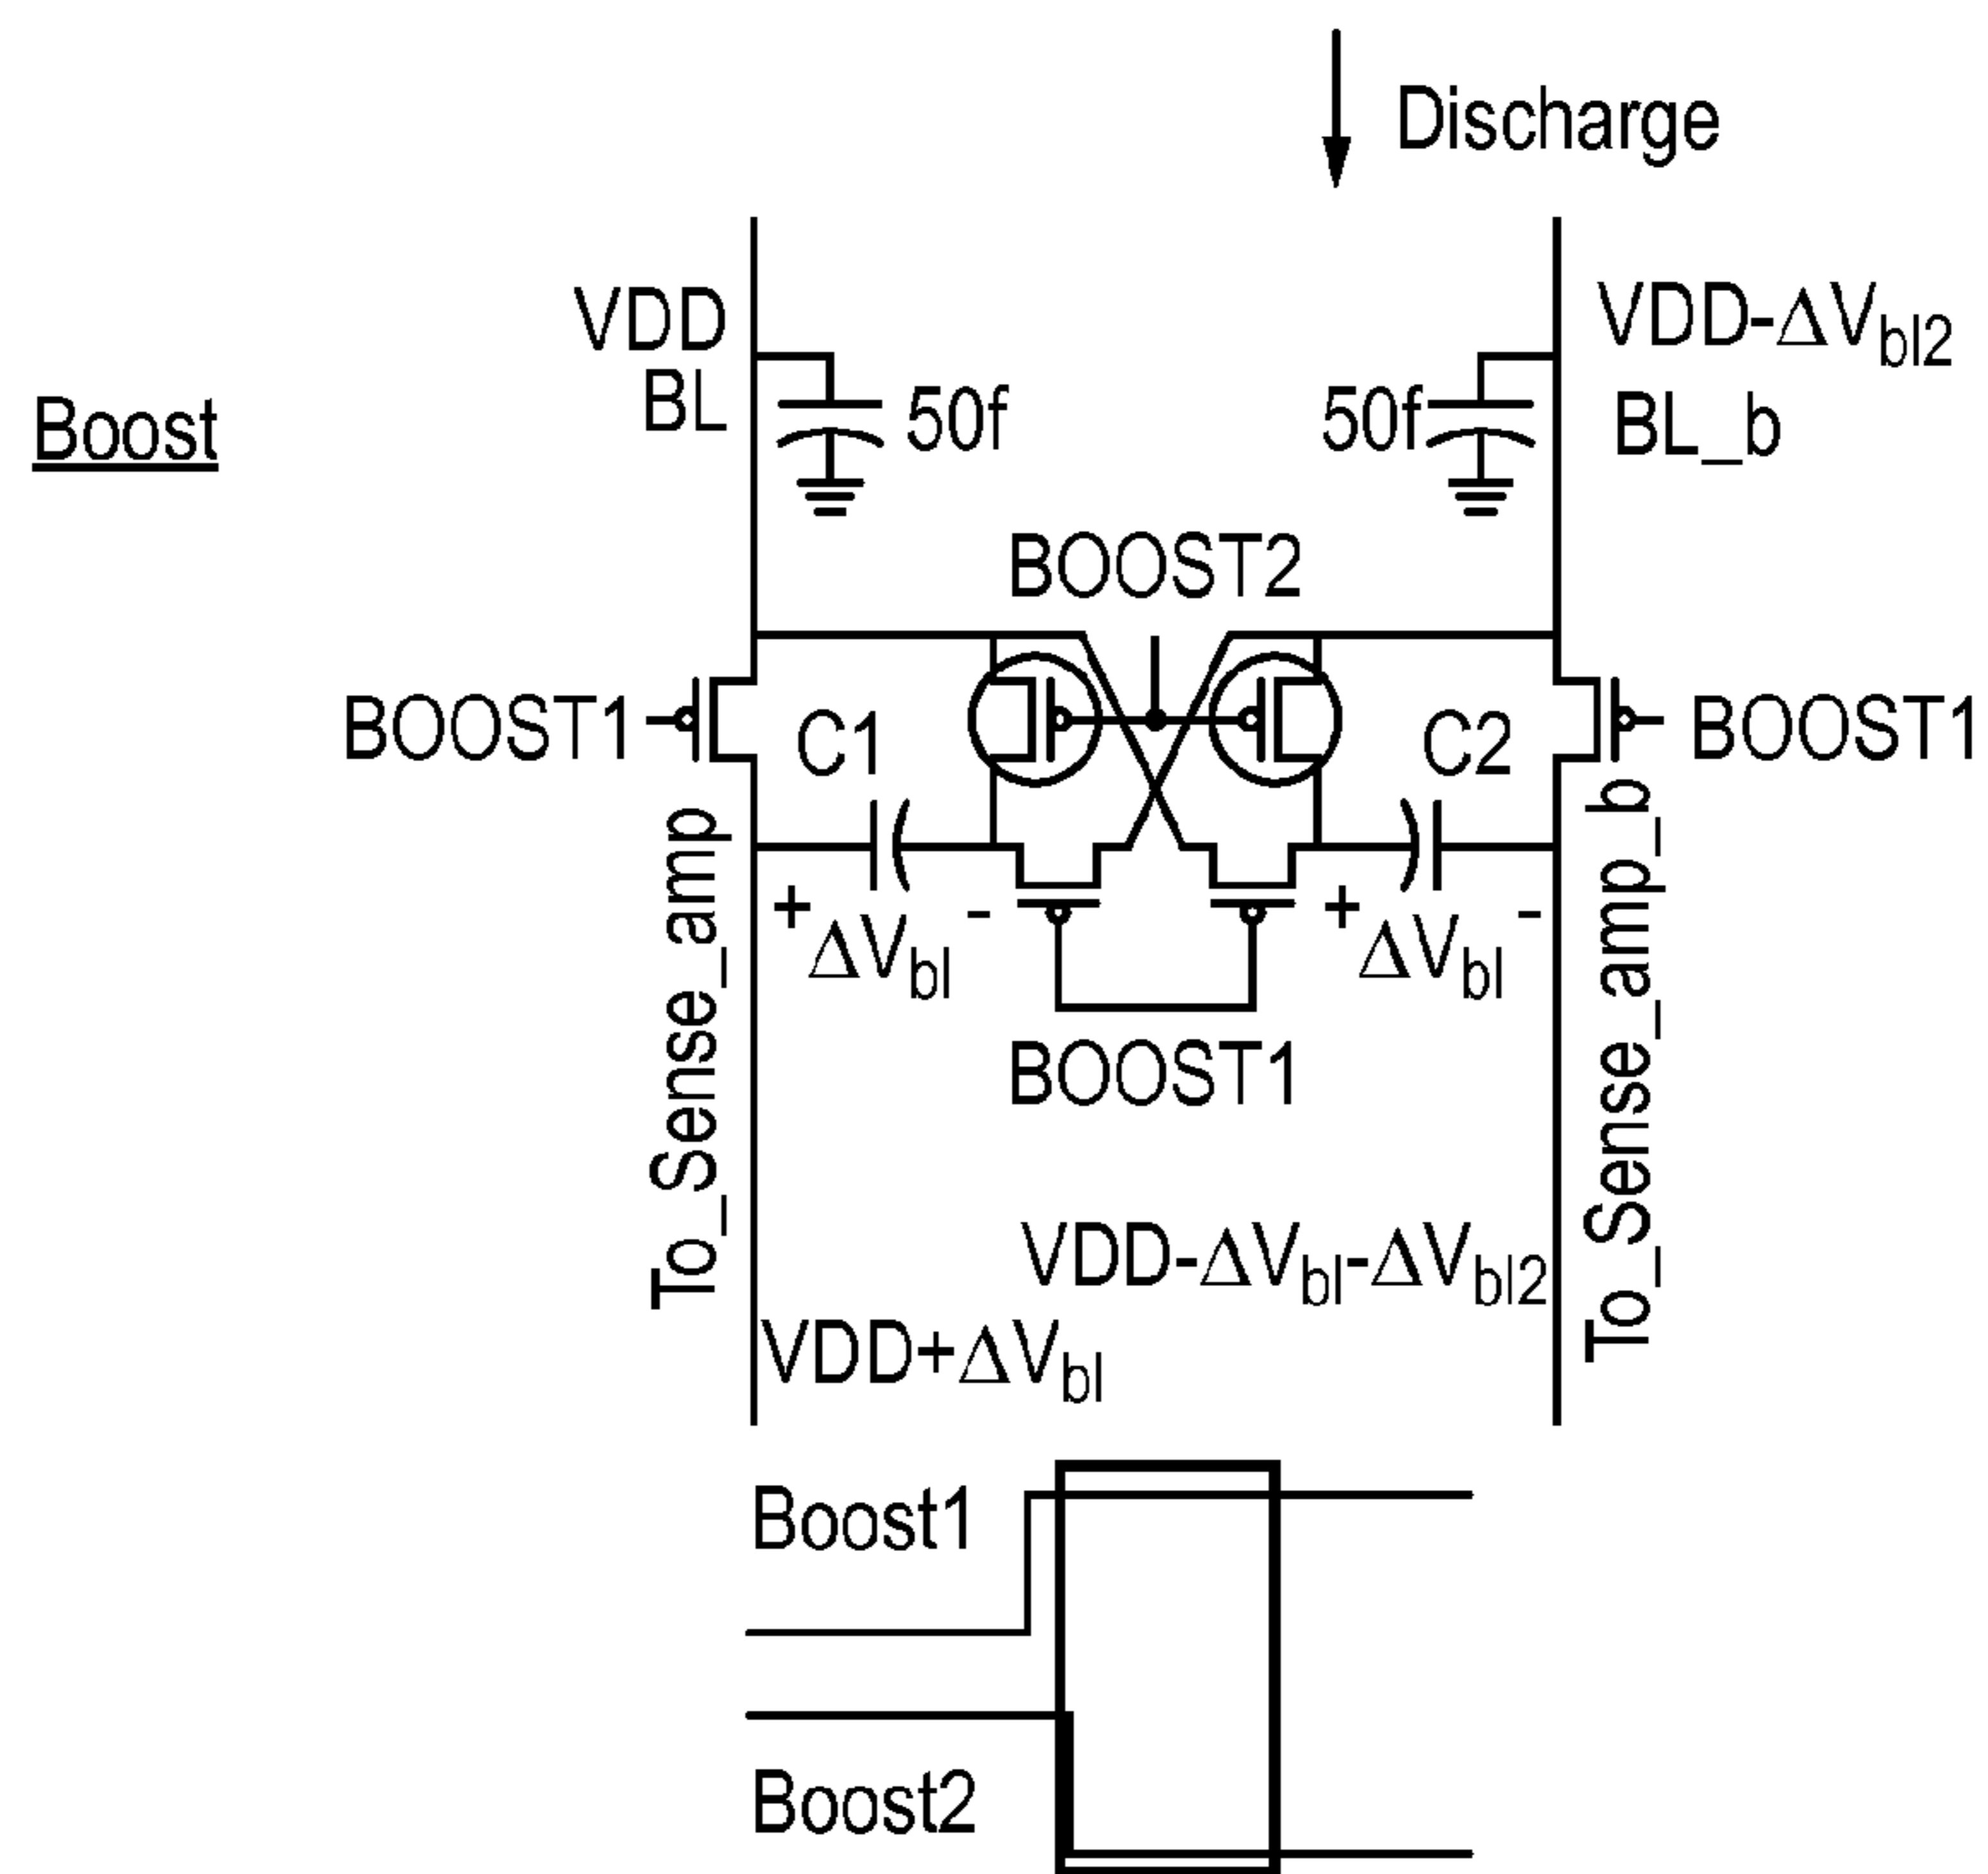 Discharge
VDD
BL
50f
50f
VDD-ΔVbl2
BL_b
Boost
BOOST2
BOOST1
C1
C2
BOOST1
To_Sense_amp
+ ΔVbl -
+ ΔVbl -
To_Sense_amp_b
BOOST1
VDD-ΔVbl-ΔVbl2
VDD+ΔVbl
Boost1
Boost2